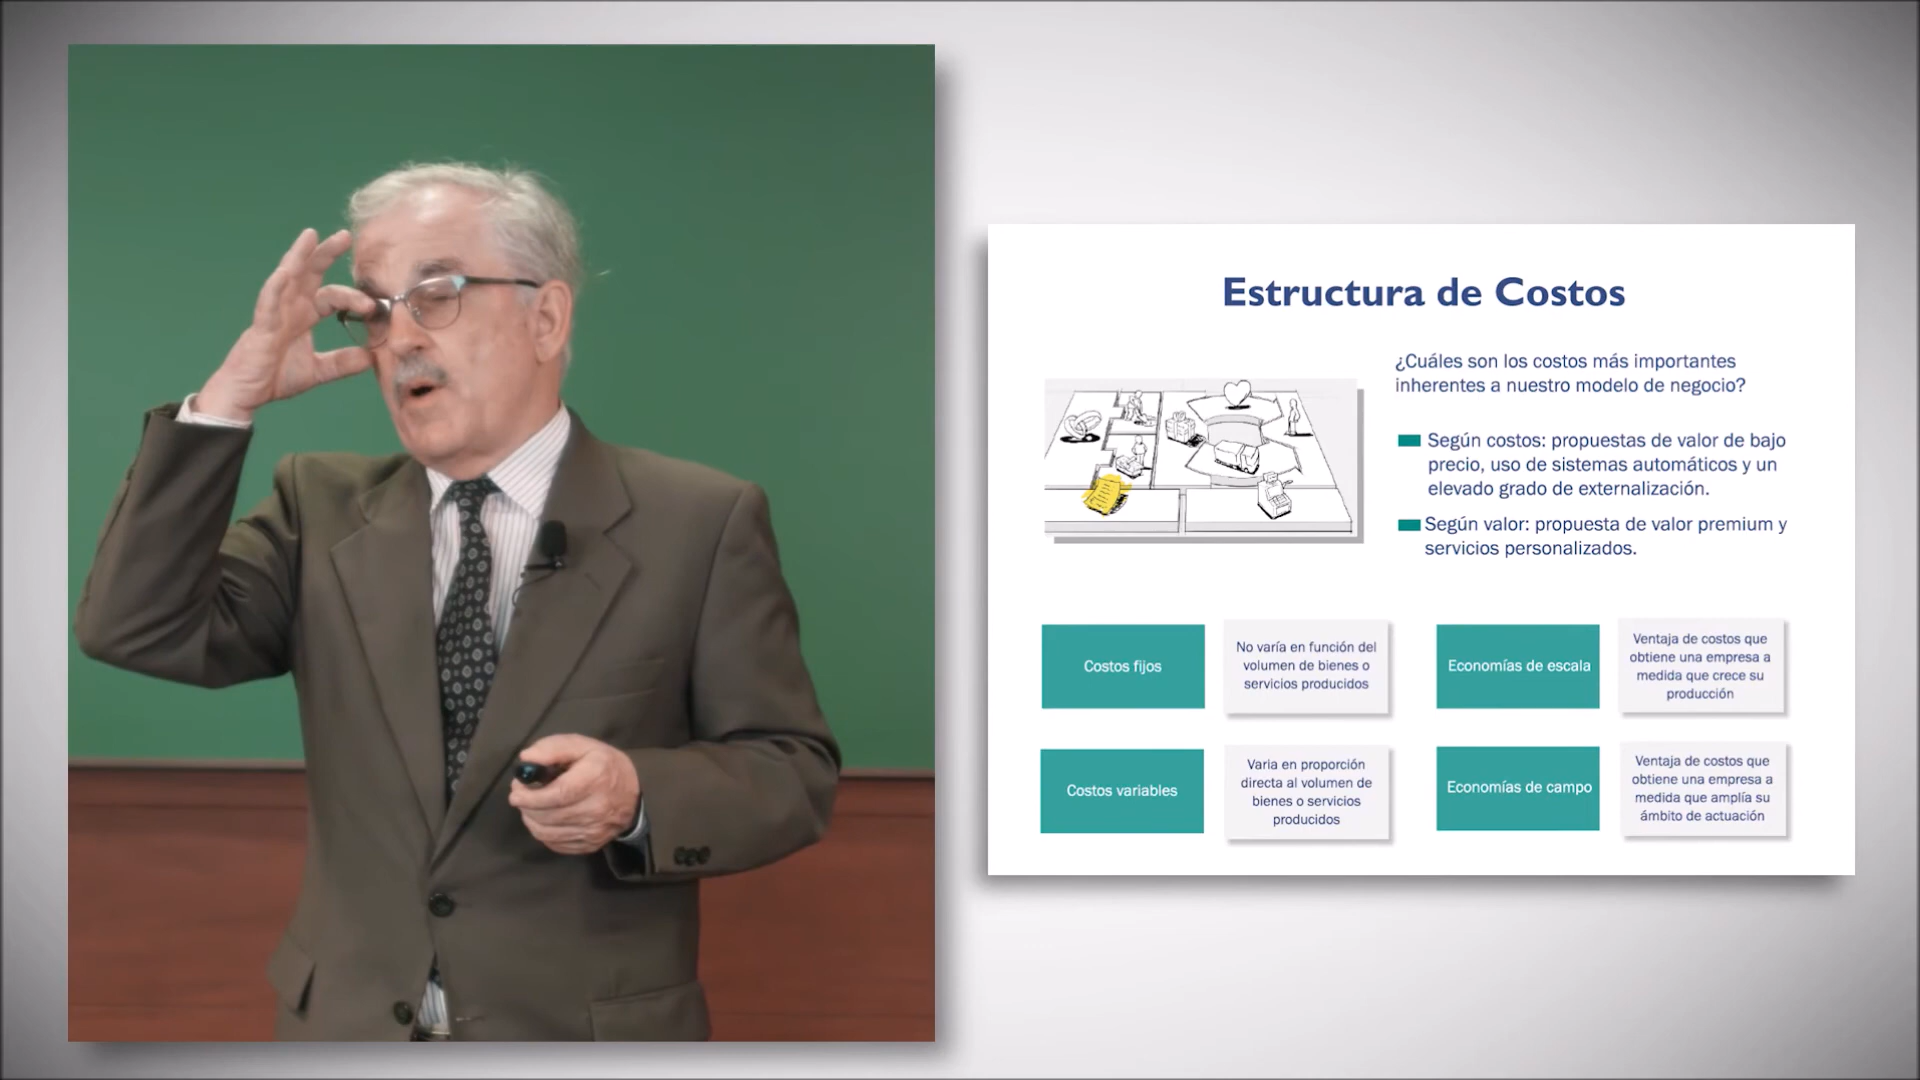 Estructura de Costos
¿Cuáles son los costos más importantes
inherentes a nuestro modelo de negocio?
Según costos: propuestas de valor de bajo
precio, uso de sistemas automáticos y un
elevado grado de externalización.
Según valor: propuesta de valor premium y
servicios personalizados.
Costos fijos
No varía en función del
volumen de bienes o
servicios producidos
Economías de escala
Ventaja de costos que
obtiene una empresa a
medida que crece su
producción
Costos variables
Varia en proporción
directa al volumen de
bienes o servicios
producidos
Economías de campo
Ventaja de costos que
obtiene una empresa a
medida que amplía su
ámbito de actuación